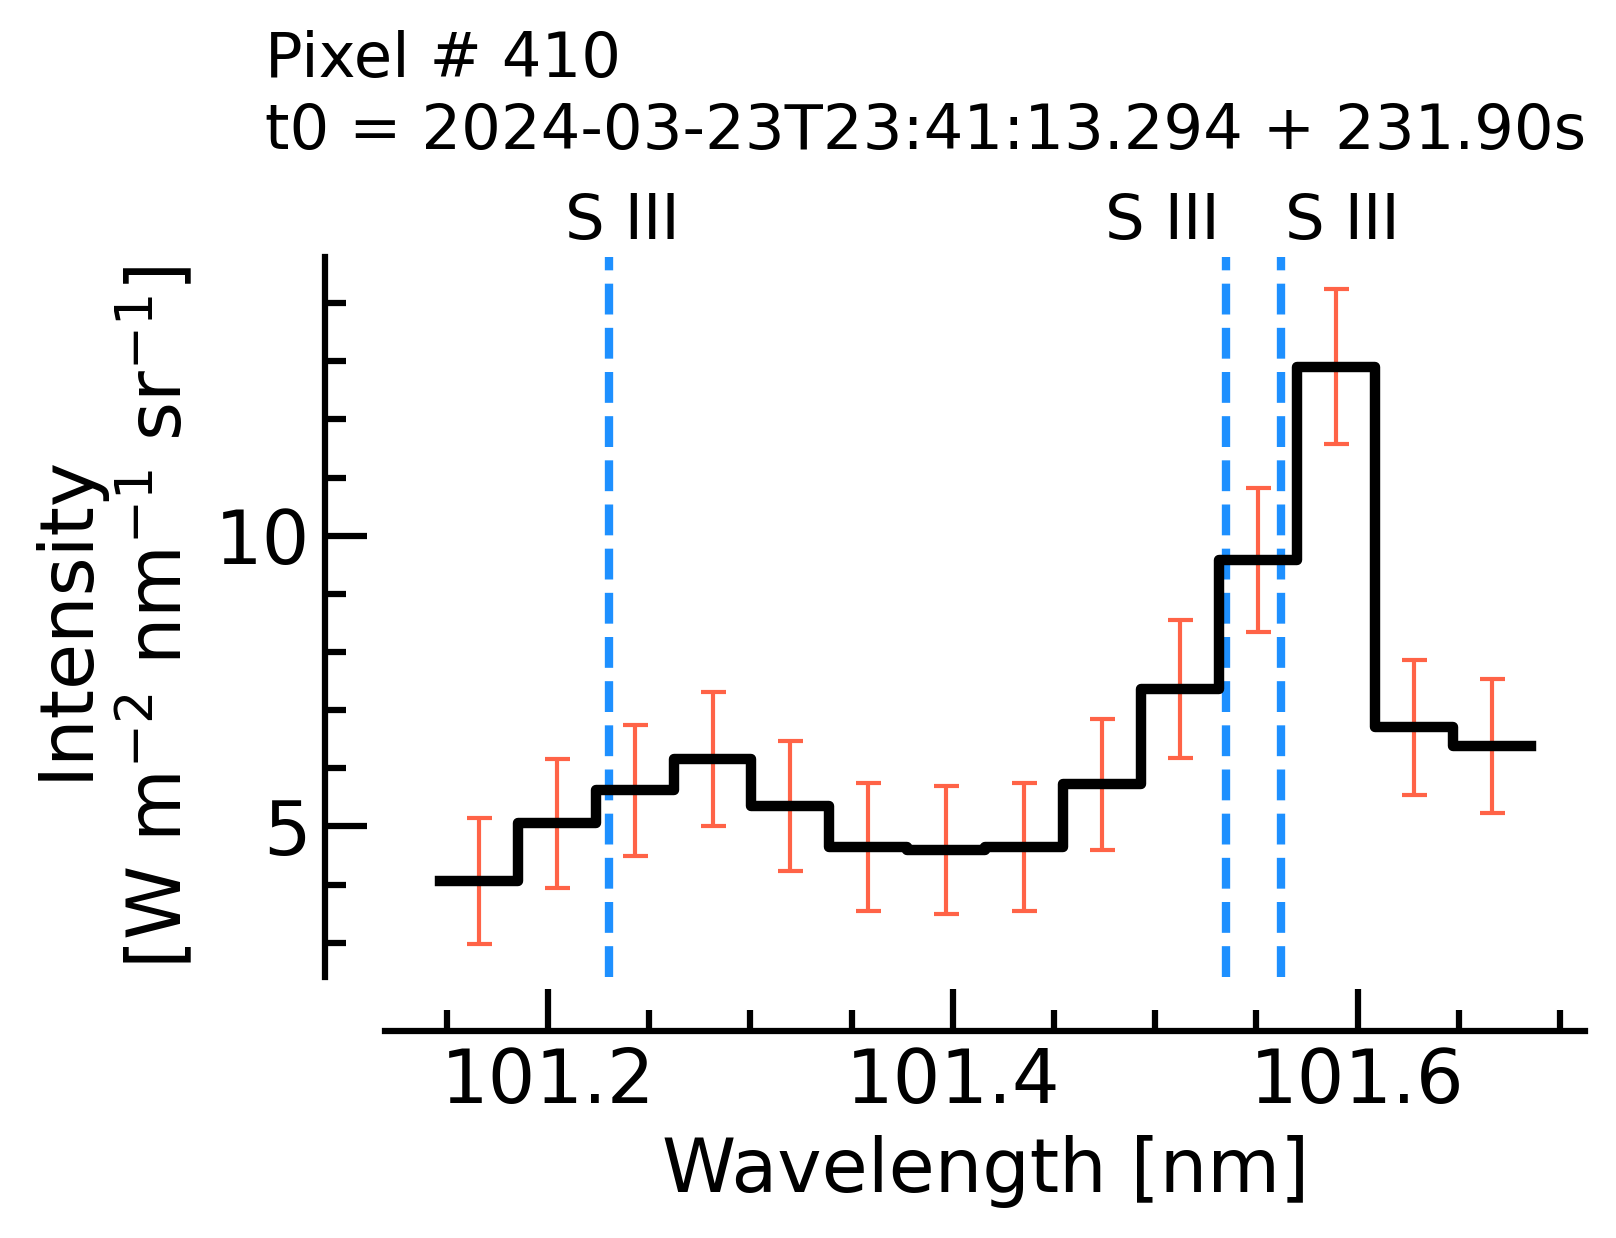 Pixel # 410
t0 = 2024-03-23T23:41:13.294 + 231.90s
S III S III S III
Intensity
[W m⁻² nm⁻¹ sr⁻¹]
10
5
101.2 101.4 101.6
Wavelength [nm]